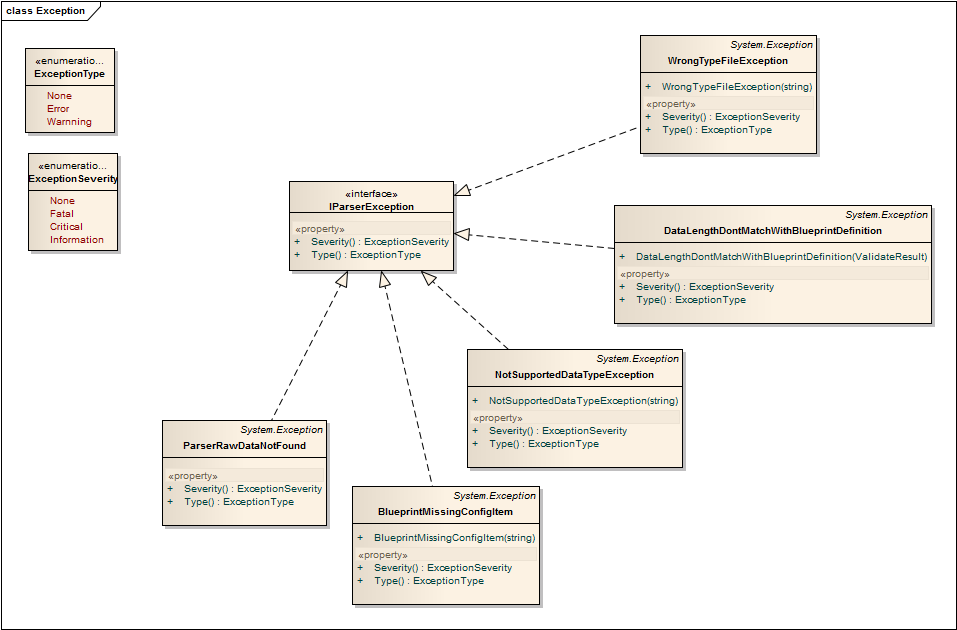 class Exception
«enumeratio...
ExceptionType
None
Error
Warnning
«enumeratio...
ExceptionSeverity
None
Fatal
Critical
Information
«interface»
IParserException
«property»
+ Severity() : ExceptionSeverity
+ Type() : ExceptionType
System.Exception
WrongTypeFileException
+ WrongTypeFileException(string)
«property»
+ Severity() : ExceptionSeverity
+ Type() : ExceptionType
System.Exception
DataLengthDontMatchWithBlueprintDefinition
+ DataLengthDontMatchWithBlueprintDefinition(ValidateResult)
«property»
+ Severity() : ExceptionSeverity
+ Type() : ExceptionType
System.Exception
NotSupportedDataTypeException
+ NotSupportedDataTypeException(string)
«property»
+ Severity() : ExceptionSeverity
+ Type() : ExceptionType
System.Exception
ParserRawDataNotFound
«property»
+ Severity() : ExceptionSeverity
+ Type() : ExceptionType
System.Exception
BlueprintMissingConfigItem
+ BlueprintMissingConfigItem(string)
«property»
+ Severity() : ExceptionSeverity
+ Type() : ExceptionType